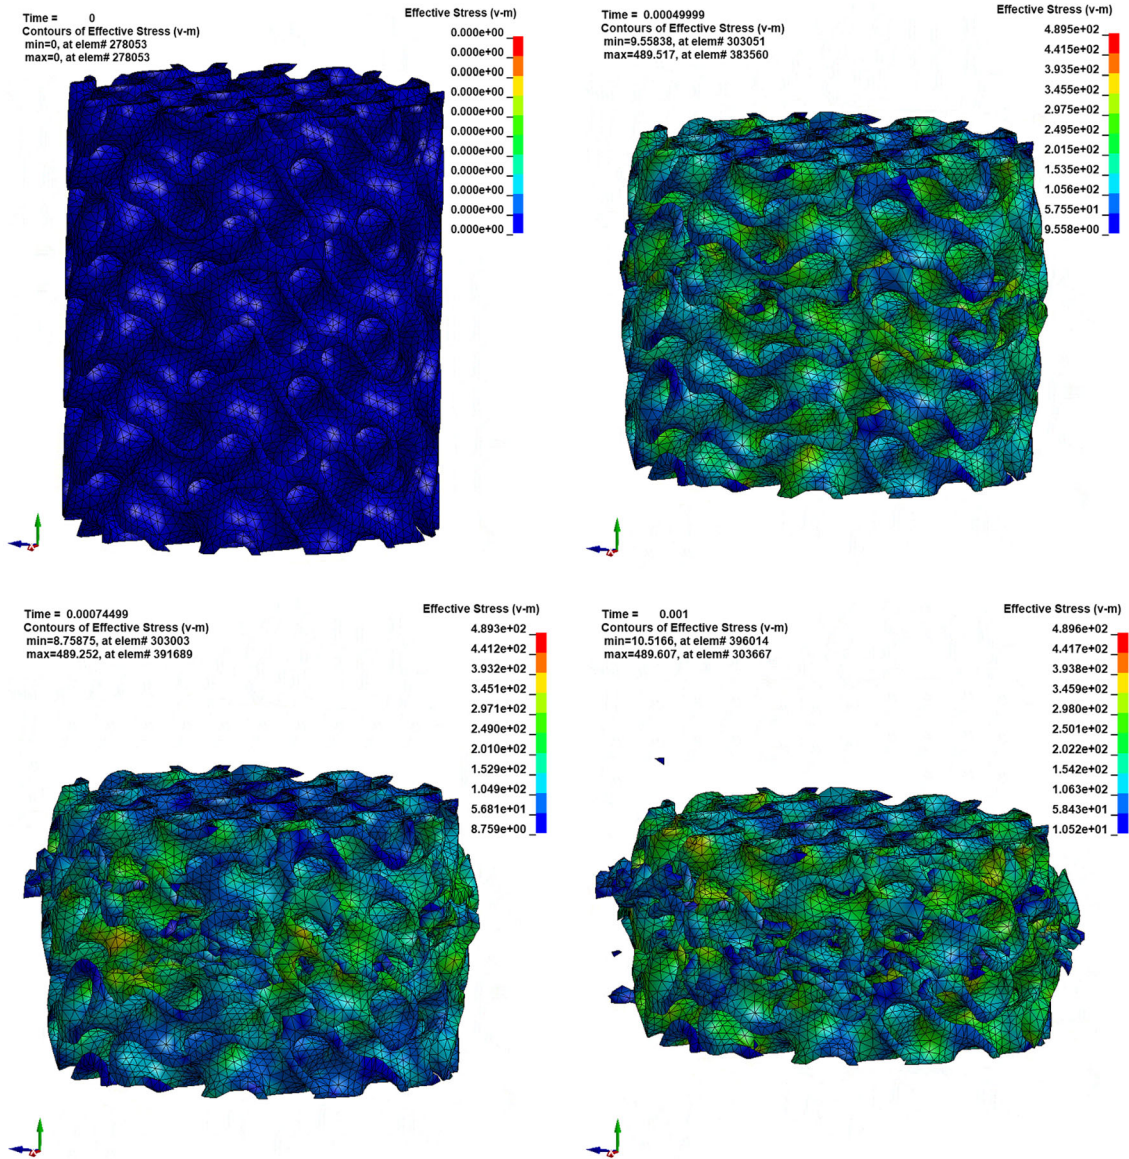 Time =       0
Contours of Effective Stress (v-m)
min=0, at elem# 278053
max=0, at elem# 278053
Effective Stress (v-m)
0.000e+00
0.000e+00
0.000e+00
0.000e+00
0.000e+00
0.000e+00
0.000e+00
0.000e+00
0.000e+00
0.000e+00
0.000e+00
Time =  0.00049999
Contours of Effective Stress (v-m)
min=9.55838, at elem# 303051
max=489.517, at elem# 383560
Effective Stress (v-m)
4.895e+02
4.415e+02
3.935e+02
3.455e+02
2.975e+02
2.495e+02
2.015e+02
1.535e+02
1.056e+02
5.755e+01
9.558e+00
Time =  0.00074499
Contours of Effective Stress (v-m)
min=8.75875, at elem# 303003
max=489.252, at elem# 391689
Effective Stress (v-m)
4.893e+02
4.412e+02
3.932e+02
3.451e+02
2.971e+02
2.490e+02
2.010e+02
1.529e+02
1.049e+02
5.681e+01
8.759e+00
Time =     0.001
Contours of Effective Stress (v-m)
min=10.5166, at elem# 396014
max=489.607, at elem# 303667
Effective Stress (v-m)
4.896e+02
4.417e+02
3.938e+02
3.459e+02
2.980e+02
2.501e+02
2.022e+02
1.542e+02
1.063e+02
5.843e+01
1.052e+01